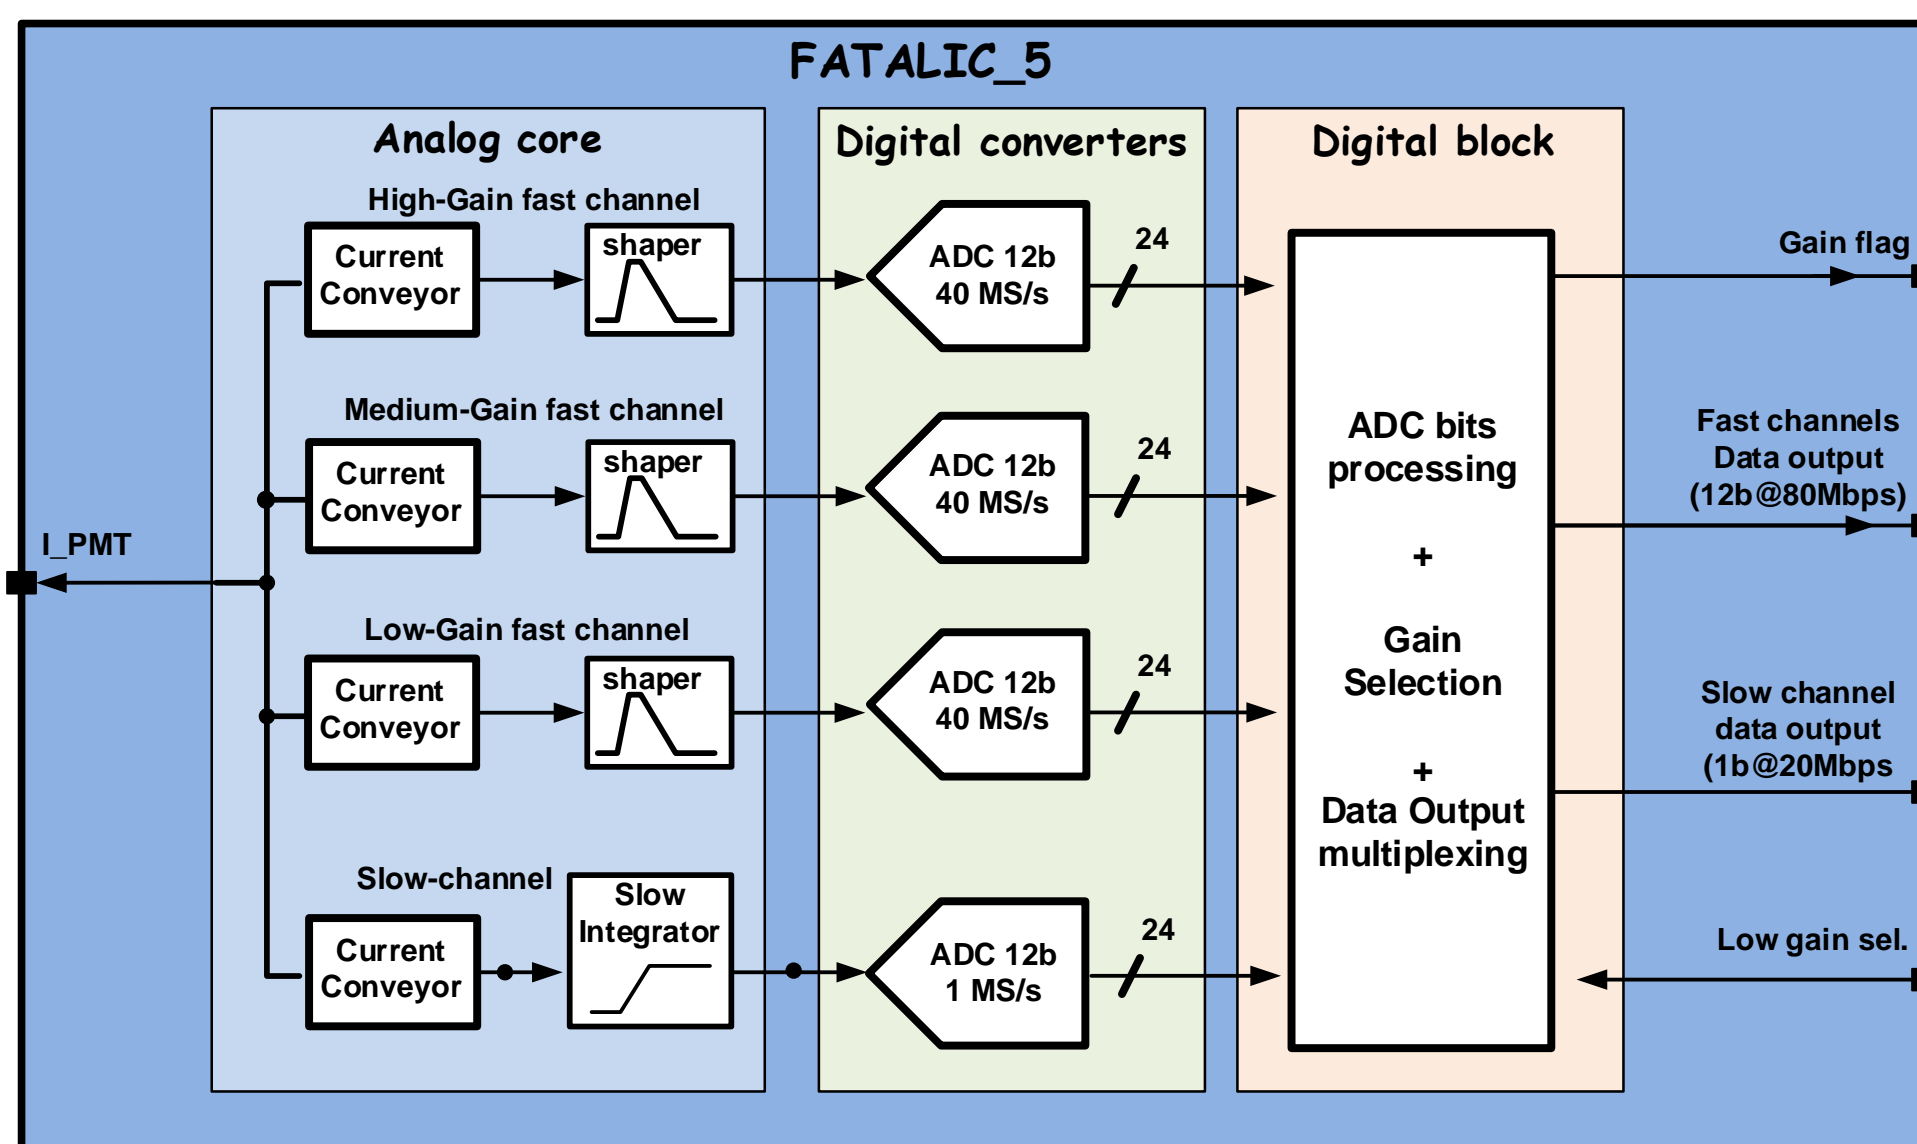 FATALIC_5
Analog core
Digital converters
Digital block
High-Gain fast channel
Current
Conveyor
shaper
ADC 12b
40 MS/s
24
Medium-Gain fast channel
Current
Conveyor
shaper
ADC 12b
40 MS/s
24
I_PMT
Low-Gain fast channel
Current
Conveyor
shaper
ADC 12b
40 MS/s
24
Slow-channel
Current
Conveyor
Slow
Integrator
ADC 12b
1 MS/s
24
ADC bits
processing
+
Gain
Selection
+
Data Output
multiplexing
Gain flag
Fast channels
Data output
(12b@80Mbps)
Slow channel
data output
(1b@20Mbps
Low gain sel.